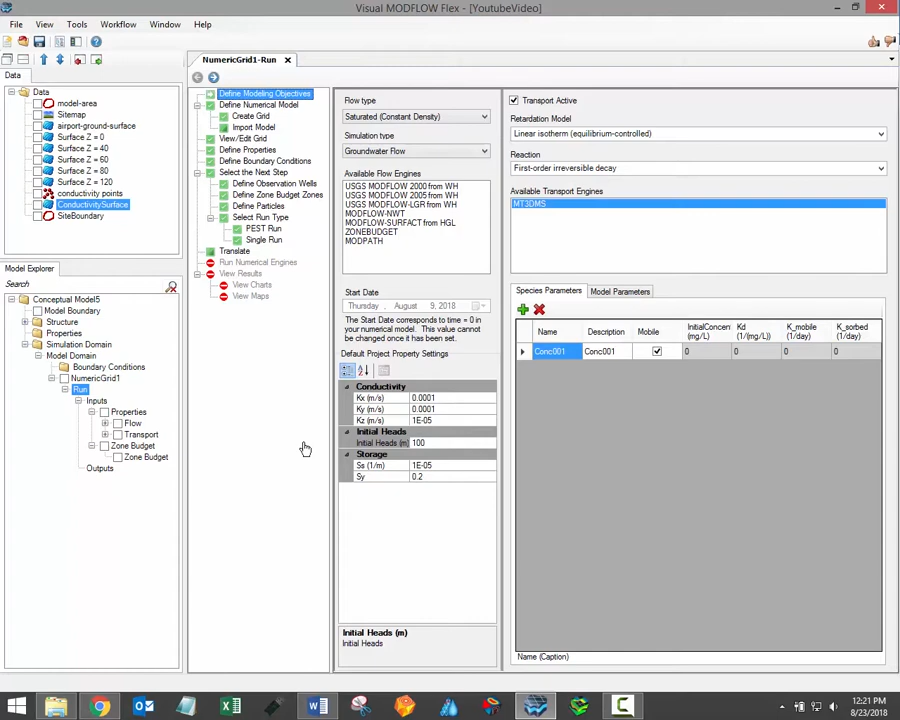 Visual MODFLOW Flex - [YoutubeVideo]
File View Tools Workflow Window Help
Data
Data
model-area
Sitemap
airport-ground-surface
Surface Z = 0
Surface Z = 40
Surface Z = 60
Surface Z = 80
Surface Z = 120
conductivity points
ConductivitySurface
SiteBoundary
Model Explorer
Search
Conceptual Model5
Model Boundary
Structure
Properties
Simulation Domain
Model Domain
Boundary Conditions
NumericGrid1
Run
Inputs
Properties
Flow
Transport
Zone Budget
Zone Budget
Outputs
NumericGrid1-Run
Define Modeling Objectives
Define Numerical Model
Create Grid
Import Model
View/Edit Grid
Define Properties
Define Boundary Conditions
Select the Next Step
Define Observation Wells
Define Zone Budget Zones
Define Particles
Select Run Type
PEST Run
Single Run
Translate
Run Numerical Engines
View Results
View Charts
View Maps
Flow type
Saturated (Constant Density)
Simulation type
Groundwater Flow
Available Flow Engines
USGS MODFLOW 2000 from WH
USGS MODFLOW 2005 from WH
USGS MODFLOW-LGR from WH
MODFLOW-NWT
MODFLOW-SURFACT from HGL
ZONEBUDGET
MODPATH
Start Date
Thursday , August 9, 2018
The Start Date corresponds to time = 0 in
your numerical model. This value cannot
be changed once it has been set.
Default Project Property Settings
Conductivity
Kx (m/s) 0.0001
Ky (m/s) 0.0001
Kz (m/s) 1E-05
Initial Heads
Initial Heads (m) 100
Storage
Ss (1/m) 1E-05
Sy 0.2
Initial Heads (m)
Initial Heads
Transport Active
Retardation Model
Linear isotherm (equilibrium-controlled)
Reaction
First-order irreversible decay
Available Transport Engines
MT3DMS
Species Parameters Model Parameters
Name Description Mobile InitialConcen (mg/L) Kd (1/(mg/L)) K_mobile (1/day) K_sorbed (1/day)
Conc001 Conc001 0 0 0 0
Name (Caption)
12:21 PM
8/23/2018